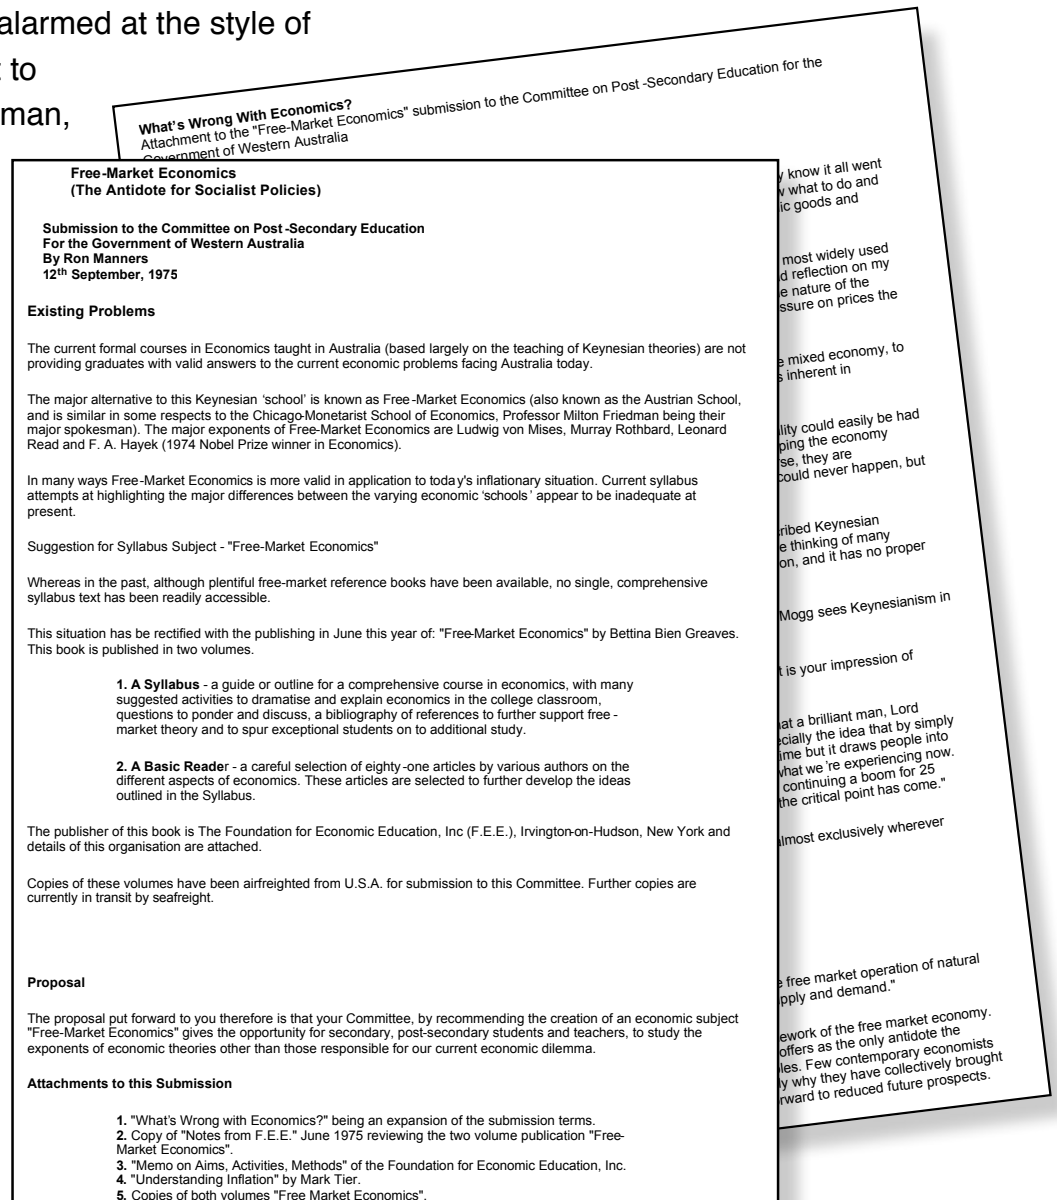 alarmed at the style of
to
man,
What's Wrong With Economics?
Attachment to the "Free-Market Economics" submission to the Committee on Post -Secondary Education for the
Government of Western Australia
know it all went
what to do and
ic goods and
most widely used
d reflection on my
e nature of the
ssure on prices the
e mixed economy, to
s inherent in
lity could easily be had
ping the economy
se, they are
could never happen, but
ribed Keynesian
e thinking of many
on, and it has no proper
Mogg sees Keynesianism in
t is your impression of
at a brilliant man, Lord
ecially the idea that by simply
ime but it draws people into
what we're experiencing now.
continuing a boom for 25
the critical point has come."
almost exclusively wherever
e free market operation of natural
pply and demand."
ework of the free market economy.
offers as the only antidote the
les. Few contemporary economists
ly why they have collectively brought
rward to reduced future prospects.
Free-Market Economics
(The Antidote for Socialist Policies)
Submission to the Committee on Post -Secondary Education
For the Government of Western Australia
By Ron Manners
12th September, 1975
Existing Problems
The current formal courses in Economics taught in Australia (based largely on the teaching of Keynesian theories) are not
providing graduates with valid answers to the current economic problems facing Australia today.
The major alternative to this Keynesian 'school' is known as Free -Market Economics (also known as the Austrian School,
and is similar in some respects to the Chicago-Monetarist School of Economics, Professor Milton Friedman being their
major spokesman). The major exponents of Free-Market Economics are Ludwig von Mises, Murray Rothbard, Leonard
Read and F. A. Hayek (1974 Nobel Prize winner in Economics).
In many ways Free-Market Economics is more valid in application to today's inflationary situation. Current syllabus
attempts at highlighting the major differences between the varying economic 'schools' appear to be inadequate at
present.
Suggestion for Syllabus Subject - "Free-Market Economics"
Whereas in the past, although plentiful free-market reference books have been available, no single, comprehensive
syllabus text has been readily accessible.
This situation has be rectified with the publishing in June this year of: "Free-Market Economics" by Bettina Bien Greaves.
This book is published in two volumes.
1. A Syllabus - a guide or outline for a comprehensive course in economics, with many
suggested activities to dramatise and explain economics in the college classroom,
questions to ponder and discuss, a bibliography of references to further support free -
market theory and to spur exceptional students on to additional study.
2. A Basic Reader - a careful selection of eighty -one articles by various authors on the
different aspects of economics. These articles are selected to further develop the ideas
outlined in the Syllabus.
The publisher of this book is The Foundation for Economic Education, Inc (F.E.E.), Irvington-on-Hudson, New York and
details of this organisation are attached.
Copies of these volumes have been airfreighted from U.S.A. for submission to this Committee. Further copies are
currently in transit by seafreight.
Proposal
The proposal put forward to you therefore is that your Committee, by recommending the creation of an economic subject
"Free-Market Economics" gives the opportunity for secondary, post-secondary students and teachers, to study the
exponents of economic theories other than those responsible for our current economic dilemma.
Attachments to this Submission
1. "What's Wrong with Economics?" being an expansion of the submission terms.
2. Copy of "Notes from F.E.E." June 1975 reviewing the two volume publication "Free-
Market Economics".
3. "Memo on Aims, Activities, Methods" of the Foundation for Economic Education, Inc.
4. "Understanding Inflation" by Mark Tier.
5. Copies of both volumes "Free Market Economics".